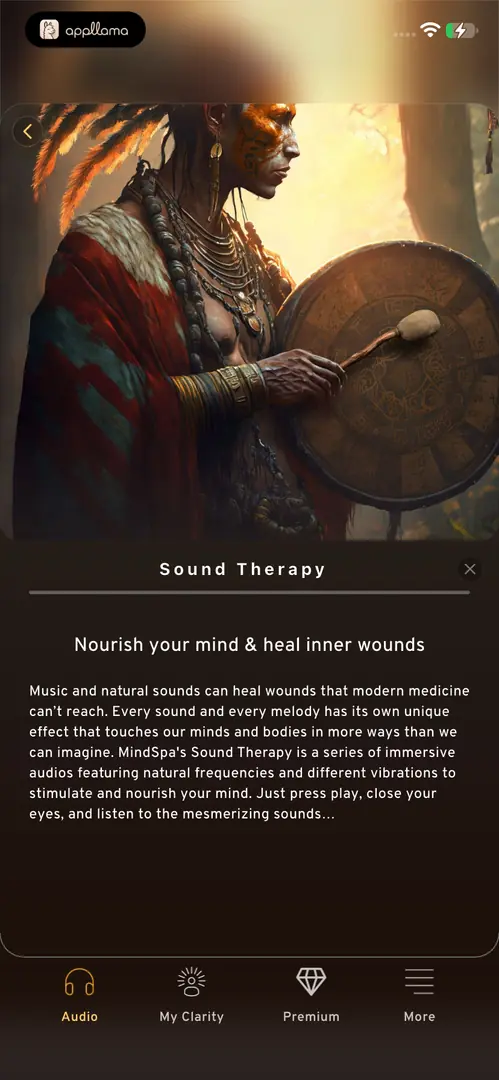 appllama
Sound Therapy
Nourish your mind & heal inner wounds
Music and natural sounds can heal wounds that modern medicine
can't reach. Every sound and every melody has its own unique
effect that touches our minds and bodies in more ways than we
can imagine. MindSpa's Sound Therapy is a series of immersive
audios featuring natural frequencies and different vibrations to
stimulate and nourish your mind. Just press play, close your
eyes, and listen to the mesmerizing sounds...
Audio
My Clarity
Premium
More